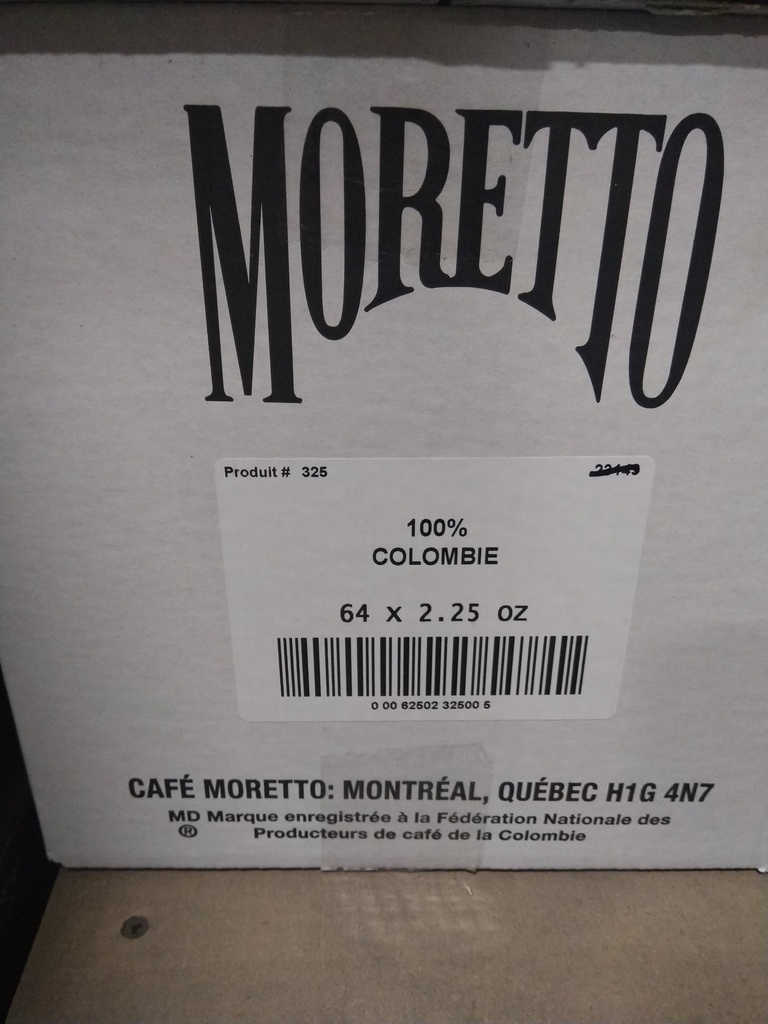 MORETTO
Produit # 325
100%
COLOMBIE
64 x 2.25 OZ
0 00 62502 32500 5
CAFÉ MORETTO: MONTRÉAL, QUÉBEC H1G 4N7
MD Marque enregistrée à la Fédération Nationale des
® Producteurs de café de la Colombie